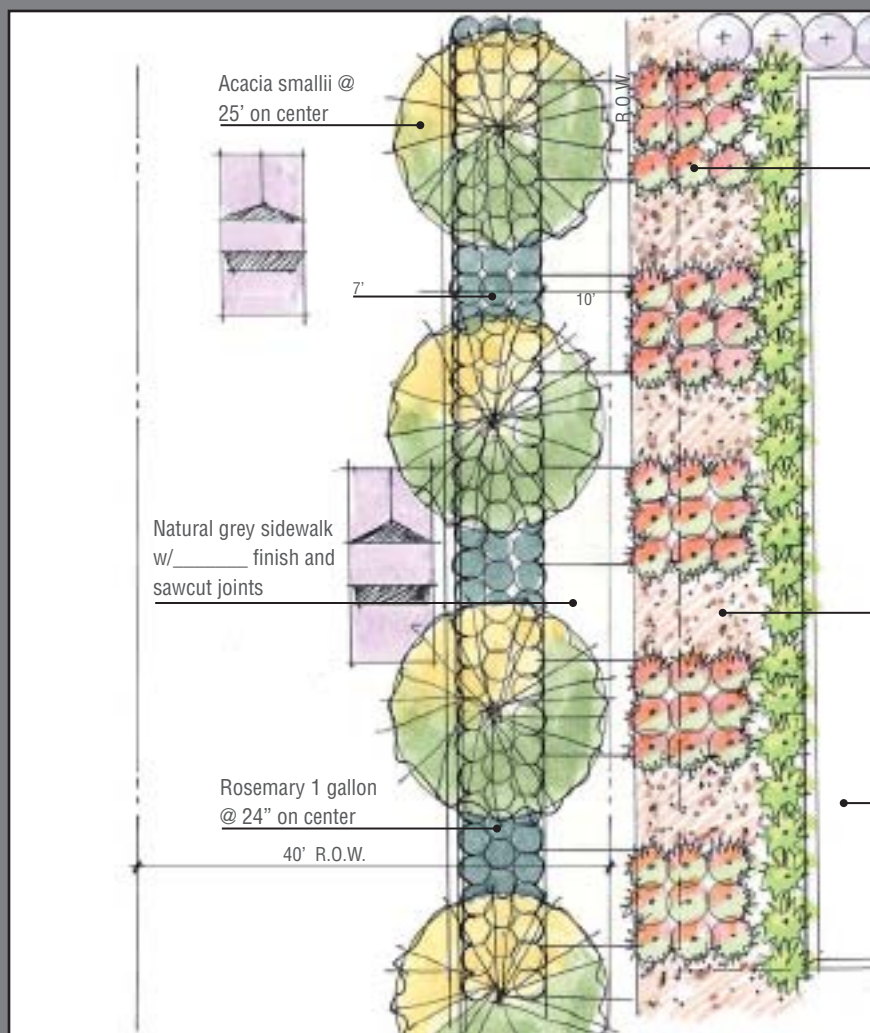 Acacia smallii @
25’ on center
R.O.W.
7’
10’
Natural grey sidewalk
w/_______ finish and
sawcut joints
Rosemary 1 gallon
@ 24” on center
40’ R.O.W.